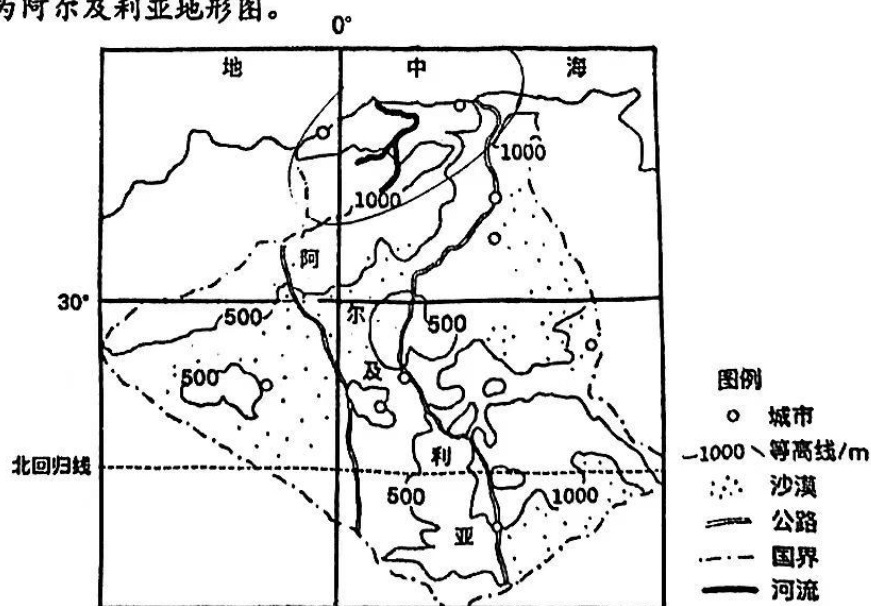 为阿尔及利亚地形图。
0°
地 中 海
1000
1000
阿
30°
500
尔
500
及
500
北回归线
利
500
1000
亚
图例
城市
1000 等高线/m
沙漠
公路
国界
河流